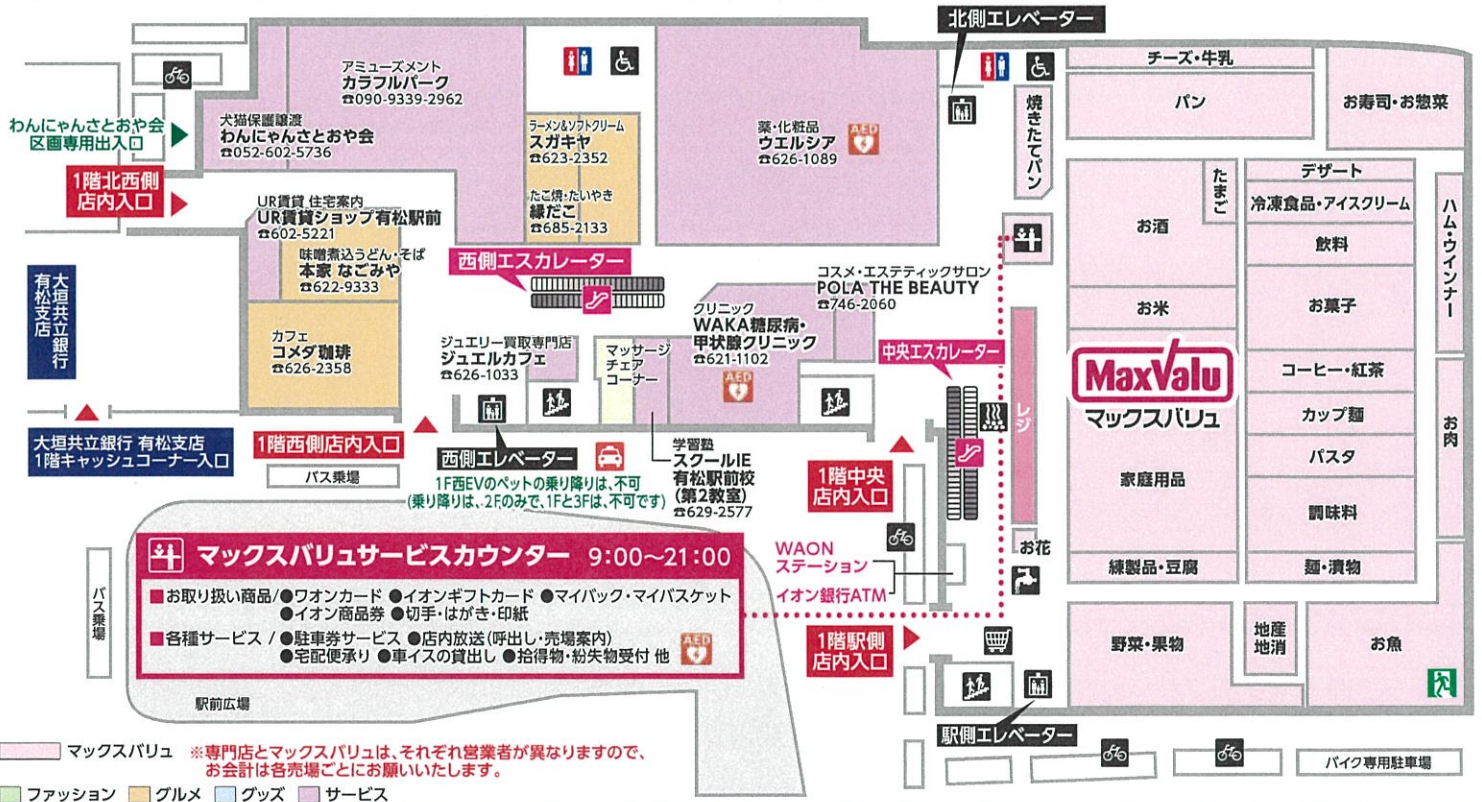 北側エレベーター
アミューズメント
カラフルパーク
☎090-9339-2962
犬猫保護譲渡
わんにゃんさとおや会
☎052-602-5736
わんにゃんさとおや会
区画専用出入口
1階北西側
店内入口
ラーメン&ソフトクリーム
スガキヤ
☎623-2352
たこ焼・たいやき
縁だこ
☎685-2133
薬・化粧品
ウエルシア
☎626-1089
AED
UR賃貸 住宅案内
UR賃貸ショップ有松駅前
☎602-5221
味噌煮込うどん・そば
本家 なごみや
☎622-9333
カフェ
コメダ珈琲
☎626-2358
大垣共立銀行
有松支店
大垣共立銀行 有松支店
1階キャッシュコーナー入口
1階西側店内入口
バス乗場
西側エスカレーター
ジュエリー買取専門店
ジュエルカフェ
☎626-1033
マッサージ
チェア
コーナー
クリニック
WAKA糖尿病・
甲状腺クリニック
☎621-1102
AED
コスメ・エステティックサロン
POLA THE BEAUTY
☎746-2060
中央エスカレーター
西側エレベーター
1F西EVのペットの乗り降りは、不可
(乗り降りは、2Fのみで、1Fと3Fは、不可です)
学習塾
スクールIE
有松駅前校
(第2教室)
☎629-2577
1階中央
店内入口
WAON
ステーション
イオン銀行ATM
1階駅側
店内入口
駅側エレベーター
チーズ・牛乳
パン
お寿司・お惣菜
焼きたてパン
お酒
たまご
デザート
冷凍食品・アイスクリーム
飲料
ハム・ウインナー
お米
お菓子
MaxValu
マックスバリュ
コーヒー・紅茶
カップ麺
お肉
パスタ
家庭用品
調味料
レジ
お花
練製品・豆腐
麺・漬物
野菜・果物
地産
地消
お魚
バイク専用駐車場
バス乗場
マックスバリュサービスカウンター 9:00〜21:00
■お取り扱い商品/●ワオンカード ●イオンギフトカード ●マイバック・マイバスケット
●イオン商品券 ●切手・はがき・印紙
■各種サービス /●駐車券サービス ●店内放送(呼出し・売場案内)
●宅配便承り ●車イスの貸出し ●拾得物・紛失物受付 他
AED
駅前広場
マックスバリュ
※専門店とマックスバリュは、それぞれ営業者が異なりますので、
お会計は各売場ごとにお願いいたします。
ファッション グルメ グッズ サービス